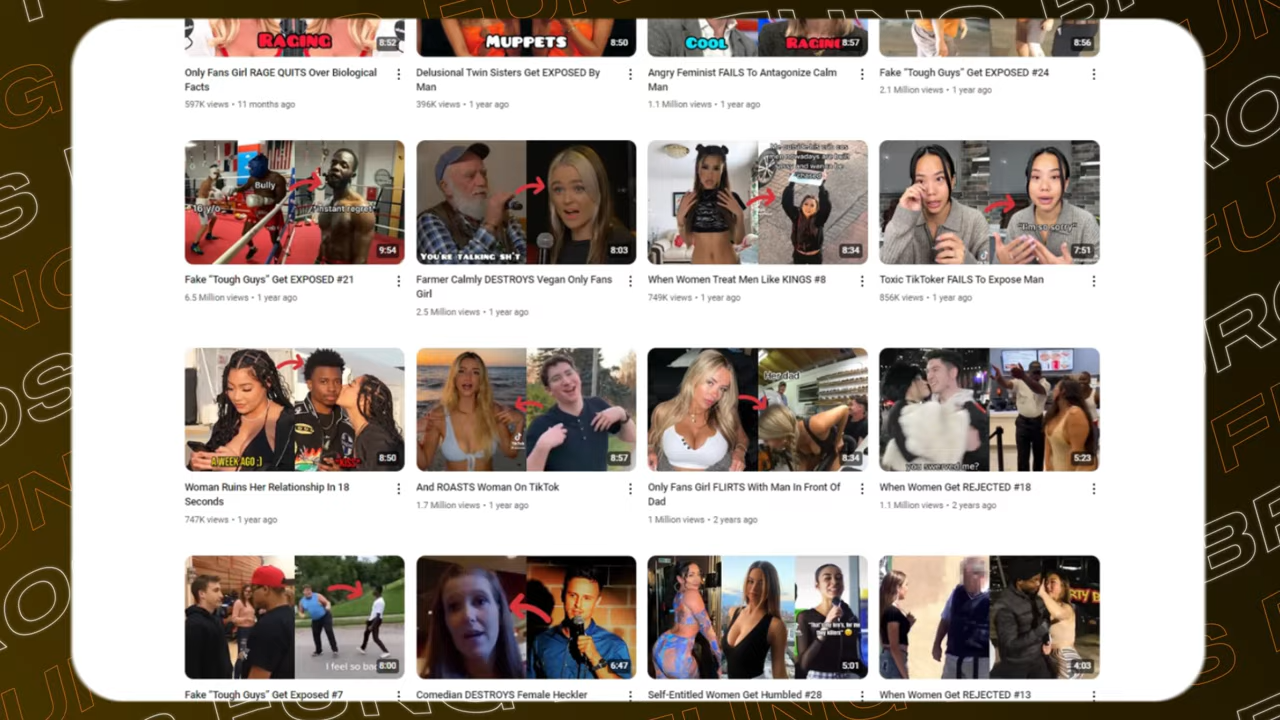 RAGING
8:52
MUPPETS
8:50
COOL
RAGING
8:57
8:56
Only Fans Girl RAGE QUITS Over Biological
Facts
597K views • 11 months ago
Delusional Twin Sisters Get EXPOSED By
Man
396K views • 1 year ago
Angry Feminist FAILS To Antagonize Calm
Man
1.1 Million views • 1 year ago
Fake "Tough Guys" Get EXPOSED #24
2.1 Million views • 1 year ago
Bully
16 y/o
*instant regret*
9:54
YOU'RE TALKING SH*T
8:03
8:34
"I'm so sorry"
7:51
Fake "Tough Guys" Get EXPOSED #21
6.5 Million views • 1 year ago
Farmer Calmly DESTROYS Vegan Only Fans
Girl
2.5 Million views • 1 year ago
When Women Treat Men Like KINGS #8
749K views • 1 year ago
Toxic TikToker FAILS To Expose Man
856K views • 1 year ago
A WEEK AGO :)
8:50
8:57
Her dad
8:34
you swerved me?
5:23
Woman Ruins Her Relationship In 18
Seconds
747K views • 1 year ago
And ROASTS Woman On TikTok
1.7 Million views • 1 year ago
Only Fans Girl FLIRTS With Man In Front Of
Dad
1 Million views • 2 years ago
When Women Get REJECTED #18
1.1 Million views • 2 years ago
I feel so bad
8:00
6:47
5:01
4:03
Fake "Tough Guys" Get Exposed #7
Comedian DESTROYS Female Heckler
Self-Entitled Women Get Humbled #28
When Women Get REJECTED #13